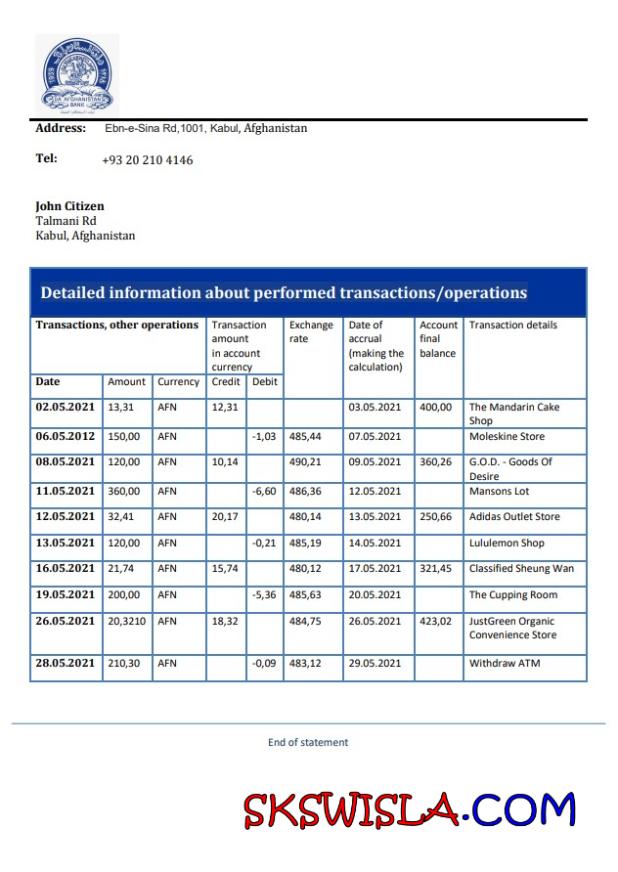 1939
1318
DA AFGHANISTAN
BANK
Address: Ebn-e-Sina Rd,1001, Kabul, Afghanistan
Tel: +93 20 210 4146
John Citizen
Talmani Rd
Kabul, Afghanistan
Detailed information about performed transactions/operations
Transactions, other operations Transaction amount in account currency Exchange rate Date of accrual (making the calculation) Account final balance Transaction details
Date Amount Currency Credit Debit
02.05.2021 13,31 AFN 12,31 03.05.2021 400,00 The Mandarin Cake
Shop
06.05.2012 150,00 AFN -1,03 485,44 07.05.2021 Moleskine Store
08.05.2021 120,00 AFN 10,14 490,21 09.05.2021 360,26 G.O.D. - Goods Of
Desire
11.05.2021 360,00 AFN -6,60 486,36 12.05.2021 Mansons Lot
12.05.2021 32,41 AFN 20,17 480,14 13.05.2021 250,66 Adidas Outlet Store
13.05.2021 120,00 AFN -0,21 485,19 14.05.2021 Lululemon Shop
16.05.2021 21,74 AFN 15,74 480,12 17.05.2021 321,45 Classified Sheung Wan
19.05.2021 200,00 AFN -5,36 485,63 20.05.2021 The Cupping Room
26.05.2021 20,3210 AFN 18,32 484,75 26.05.2021 423,02 JustGreen Organic
Convenience Store
28.05.2021 210,30 AFN -0,09 483,12 29.05.2021 Withdraw ATM
End of statement
SKSWISLA.COM